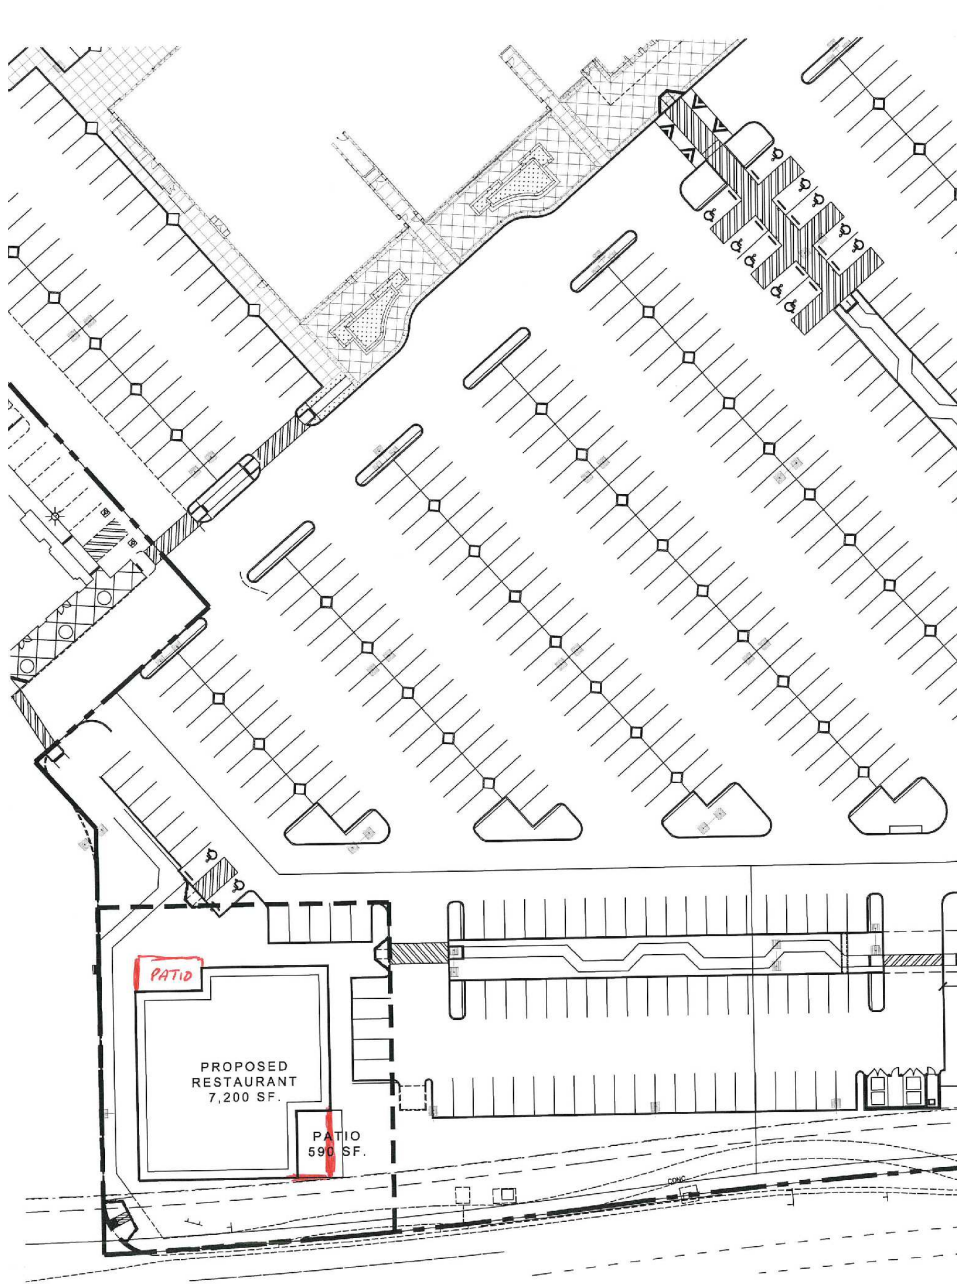 PATIO
PROPOSED
RESTAURANT
7,200 SF.
PATIO
590 SF.
CONC.